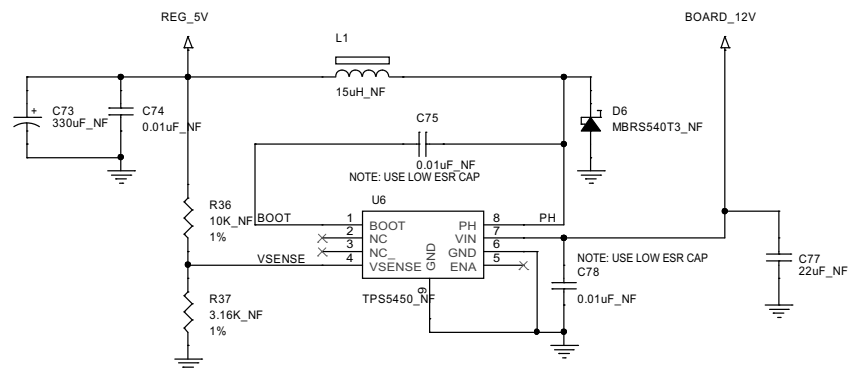 REG_5V
BOARD_12V
L1
15uH_NF
C73
330uF_NF
C74
0.01uF_NF
C75
0.01uF_NF
NOTE: USE LOW ESR CAP
D6
MBRS540T3_NF
U6
R36
10K_NF
1%
BOOT
1
BOOT
PH
8
PH
2
NC
VIN
7
3
NC_
GND
6
VSENSE
4
VSENSE
GND
ENA
5
9
TPS5450_NF
NOTE: USE LOW ESR CAP
C78
0.01uF_NF
C77
22uF_NF
R37
3.16K_NF
1%
+